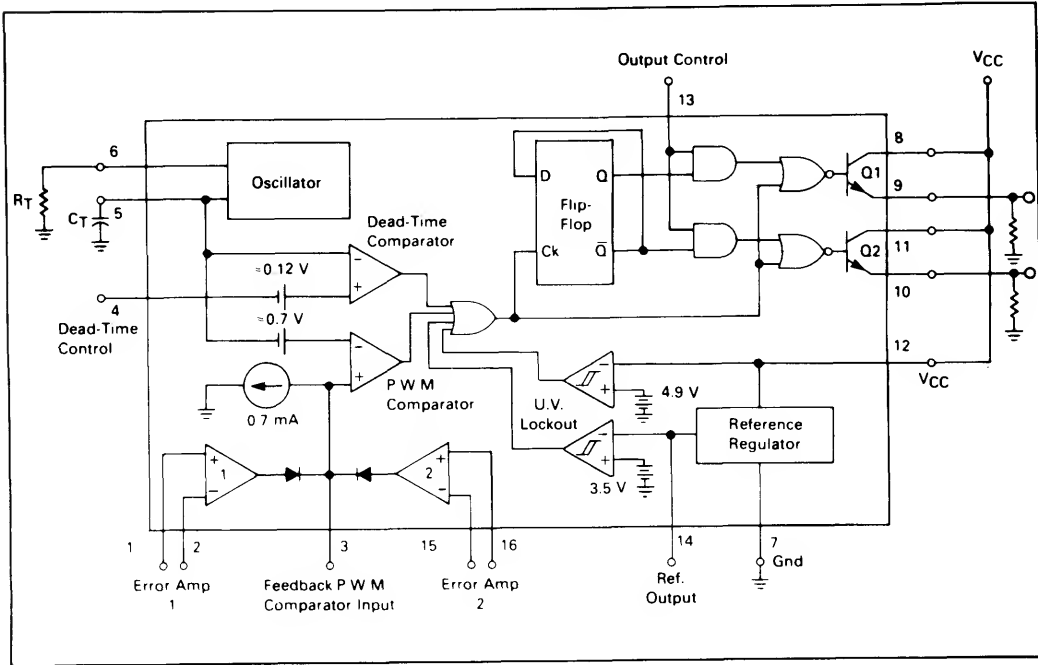 Output Control
VCC
13
6
8
Oscillator
D
Q
Q1
RT
9
CT
5
Flip-
Flop
Dead-Time
Comparator
11
Ck
Q̅
Q2
≈0.12 V
4
10
−
+
≈0.7 V
Dead-Time
Control
12
−
+
P W M
Comparator
−
+
VCC
4.9 V
U.V.
Lockout
0.7 mA
Reference
Regulator
−
+
+
1
−
+
2
−
3.5 V
1
2
3
15
16
14
7
Gnd
Error Amp
1
Feedback P W M
Comparator Input
Error Amp
2
Ref.
Output